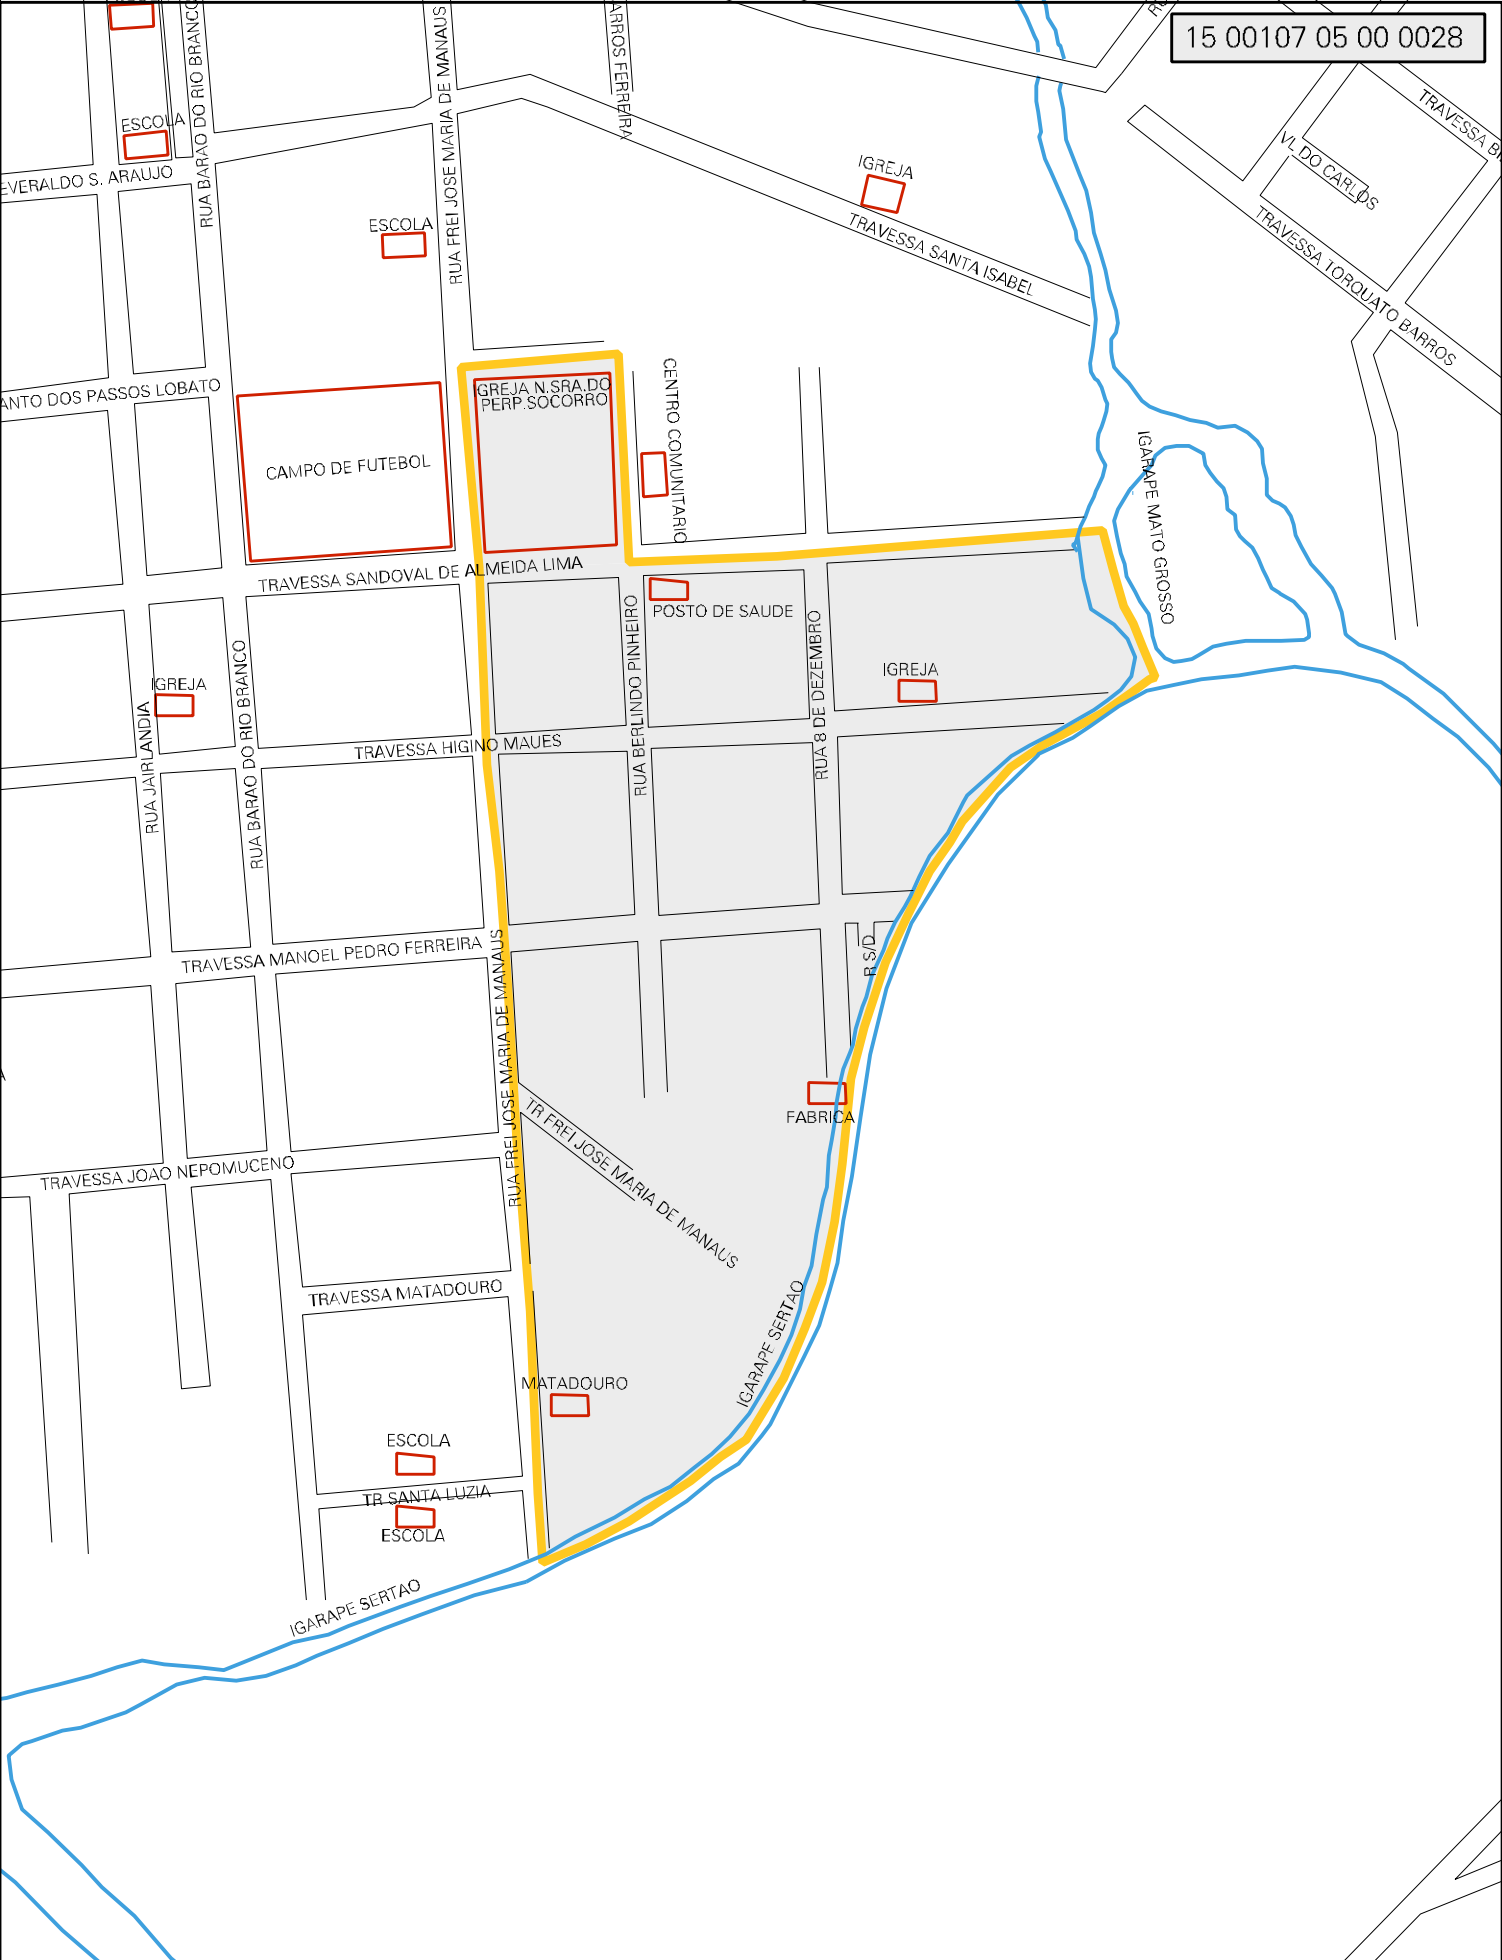 15 00107 05 00 0028
RUA BARAO DO RIO BRANCO
RUA FREI JOSE MARIA DE MANAUS
ARROS FERREIRA
TRAVESSA
ESCOLA
EVERALDO S. ARAUJO
VL DO CARLOS
IGREJA
ESCOLA
TRAVESSA SANTA ISABEL
TRAVESSA TORQUATO BARROS
ANTO DOS PASSOS LOBATO
IGREJA N.SRA.DO
PERP.SOCORRO
CENTRO COMUNITARIO
CAMPO DE FUTEBOL
IGARAPE MATO GROSSO
TRAVESSA SANDOVAL DE ALMEIDA LIMA
POSTO DE SAUDE
RUA BERLINDO PINHEIRO
RUA 8 DE DEZEMBRO
IGREJA
IGREJA
RUA JAIRLANDIA
RUA BARAO DO RIO BRANCO
TRAVESSA HIGINO MAUES
TRAVESSA MANOEL PEDRO FERREIRA
RUA FREI JOSE MARIA DE MANAUS
R S/D
TR FREI JOSE MARIA DE MANAUS
FABRICA
TRAVESSA JOAO NEPOMUCENO
TRAVESSA MATADOURO
IGARAPE SERTAO
MATADOURO
ESCOLA
TR SANTA LUZIA
ESCOLA
IGARAPE SERTAO